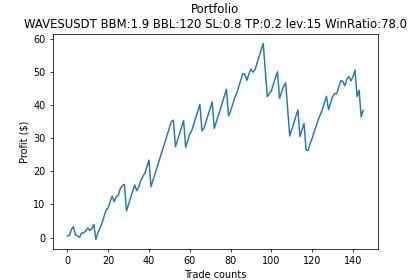 Portfolio
WAVESUSDT BBM:1.9 BBL:120 SL:0.8 TP:0.2 lev:15 WinRatio:78.0
60
50
40
30
20
10
0
Profit ($)
0 20 40 60 80 100 120 140
Trade counts